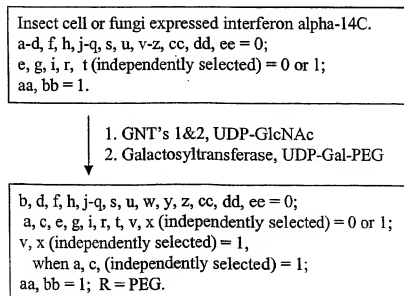 Insect cell or fungi expressed interferon alpha-14C.
a-d, f, h, j-q, s, u, v-z, cc, dd, ee = 0;
e, g, i, r, t (independently selected) = 0 or 1;
aa, bb = 1.
1. GNT's 1&2, UDP-GlcNAc
2. Galactosyltransferase, UDP-Gal-PEG
b, d, f, h, j-q, s, u, w, y, z, cc, dd, ee = 0;
a, c, e, g, i, r, t, v, x (independently selected) = 0 or 1;
v, x (independently selected) = 1,
when a, c, (independently selected) = 1;
aa, bb = 1; R = PEG.